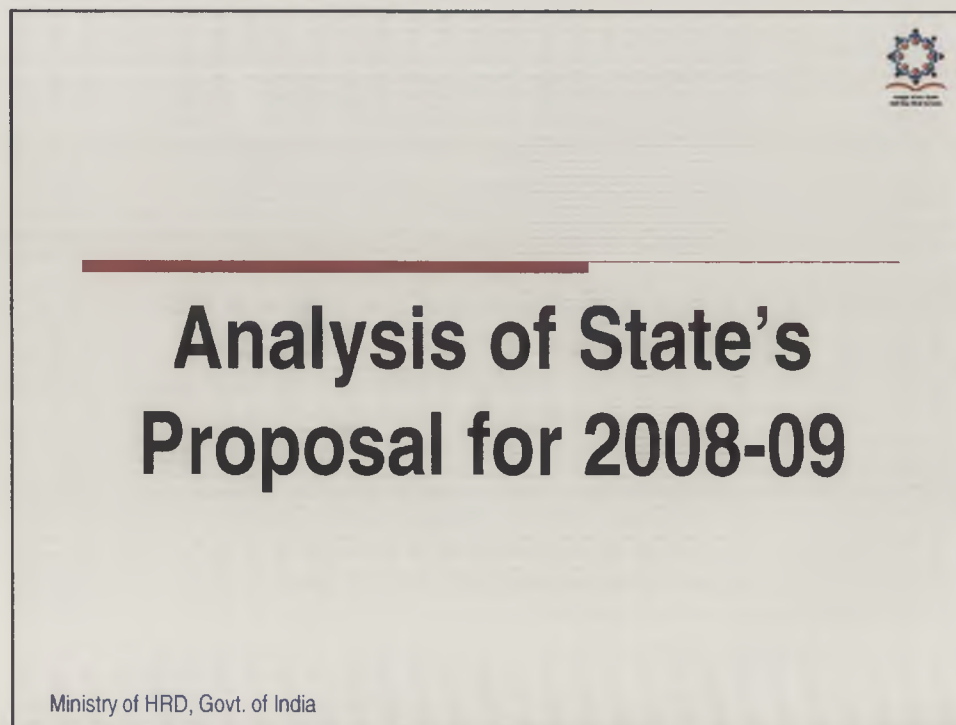 Analysis of State's
Proposal for 2008-09
Ministry of HRD, Govt. of India